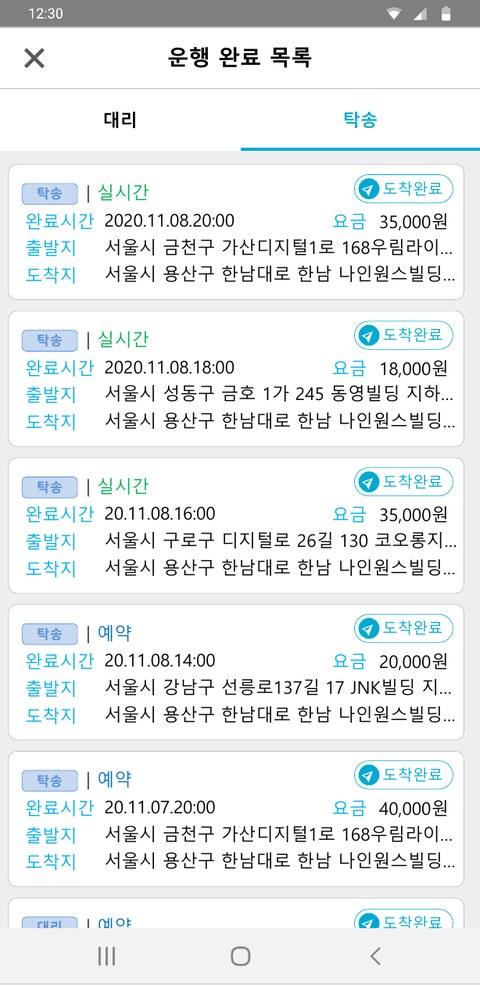 12:30
운행 완료 목록
대리 탁송
탁송 | 실시간 도착완료
완료시간 2020.11.08.20:00 요금 35,000원
출발지 서울시 금천구 가산디지털1로 168우림라이...
도착지 서울시 용산구 한남대로 한남 나인원스빌딩...
탁송 | 실시간 도착완료
완료시간 2020.11.08.18:00 요금 18,000원
출발지 서울시 성동구 금호 1가 245 동영빌딩 지하...
도착지 서울시 용산구 한남대로 한남 나인원스빌딩...
탁송 | 실시간 도착완료
완료시간 20.11.08.16:00 요금 35,000원
출발지 서울시 구로구 디지털로 26길 130 코오롱지...
도착지 서울시 용산구 한남대로 한남 나인원스빌딩...
탁송 | 예약 도착완료
완료시간 20.11.08.14:00 요금 20,000원
출발지 서울시 강남구 선릉로137길 17 JNK빌딩 지...
도착지 서울시 용산구 한남대로 한남 나인원스빌딩...
탁송 | 예약 도착완료
완료시간 20.11.07.20:00 요금 40,000원
출발지 서울시 금천구 가산디지털1로 168우림라이...
도착지 서울시 용산구 한남대로 한남 나인원스빌딩...
대리 | 예약 도착완료